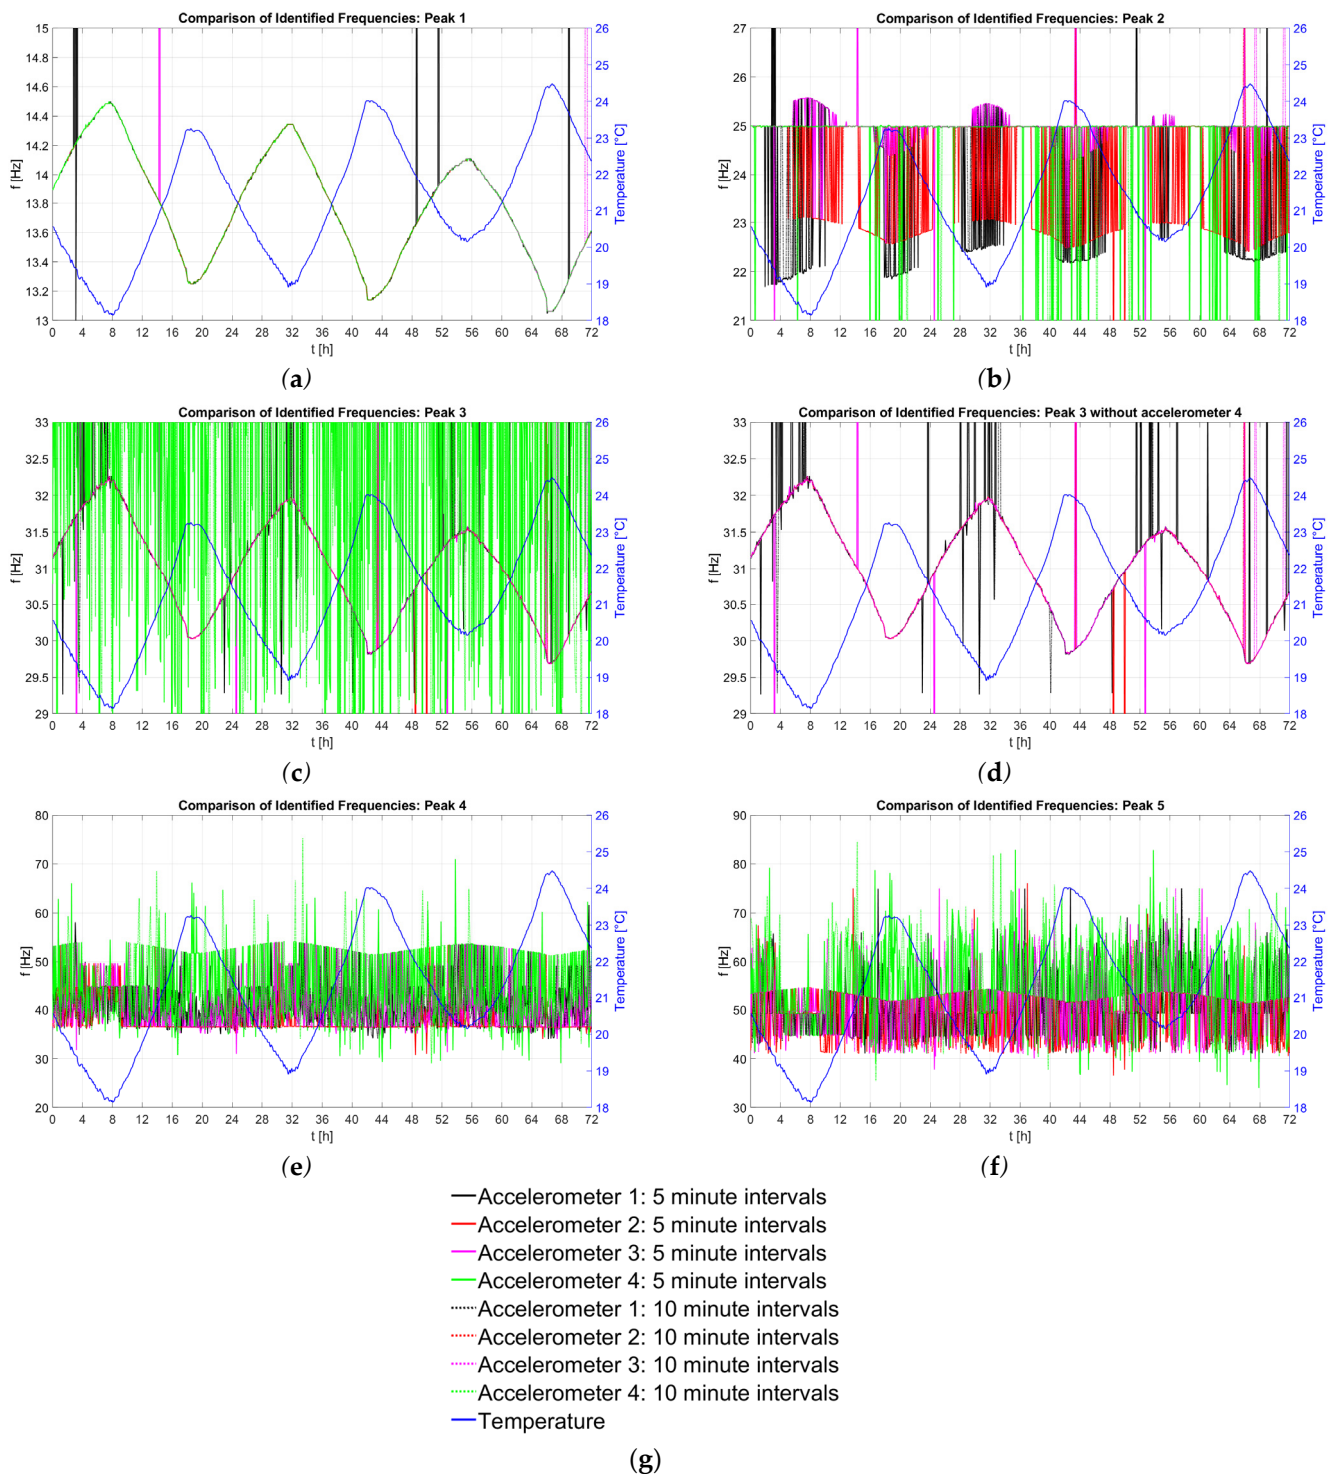 Comparison of Identified Frequencies: Peak 1
15
14.8
14.6
14.4
14.2
14
13.8
13.6
13.4
13.2
13
f [Hz]
26
25
24
23
22
21
20
19
18
Temperature [°C]
0 4 8 12 16 20 24 28 32 36 40 44 48 52 56 60 64 68 72
t [h]
(a)
Comparison of Identified Frequencies: Peak 2
27
26
25
24
23
22
21
f [Hz]
26
25
24
23
22
21
20
19
18
Temperature [°C]
0 4 8 12 16 20 24 28 32 36 40 44 48 52 56 60 64 68 72
t [h]
(b)
Comparison of Identified Frequencies: Peak 3
33
32.5
32
31.5
31
30.5
30
29.5
29
f [Hz]
26
25
24
23
22
21
20
19
18
Temperature [°C]
0 4 8 12 16 20 24 28 32 36 40 44 48 52 56 60 64 68 72
t [h]
(c)
Comparison of Identified Frequencies: Peak 3 without accelerometer 4
33
32.5
32
31.5
31
30.5
30
29.5
29
f [Hz]
26
25
24
23
22
21
20
19
18
Temperature [°C]
0 4 8 12 16 20 24 28 32 36 40 44 48 52 56 60 64 68 72
t [h]
(d)
Comparison of Identified Frequencies: Peak 4
80
70
60
50
40
30
20
f [Hz]
26
25
24
23
22
21
20
19
18
Temperature [°C]
0 4 8 12 16 20 24 28 32 36 40 44 48 52 56 60 64 68 72
t [h]
(e)
Comparison of Identified Frequencies: Peak 5
90
80
70
60
50
40
30
f [Hz]
26
25
24
23
22
21
20
19
18
Temperature [°C]
0 4 8 12 16 20 24 28 32 36 40 44 48 52 56 60 64 68 72
t [h]
(f)
Accelerometer 1: 5 minute intervals
Accelerometer 2: 5 minute intervals
Accelerometer 3: 5 minute intervals
Accelerometer 4: 5 minute intervals
Accelerometer 1: 10 minute intervals
Accelerometer 2: 10 minute intervals
Accelerometer 3: 10 minute intervals
Accelerometer 4: 10 minute intervals
Temperature
(g)